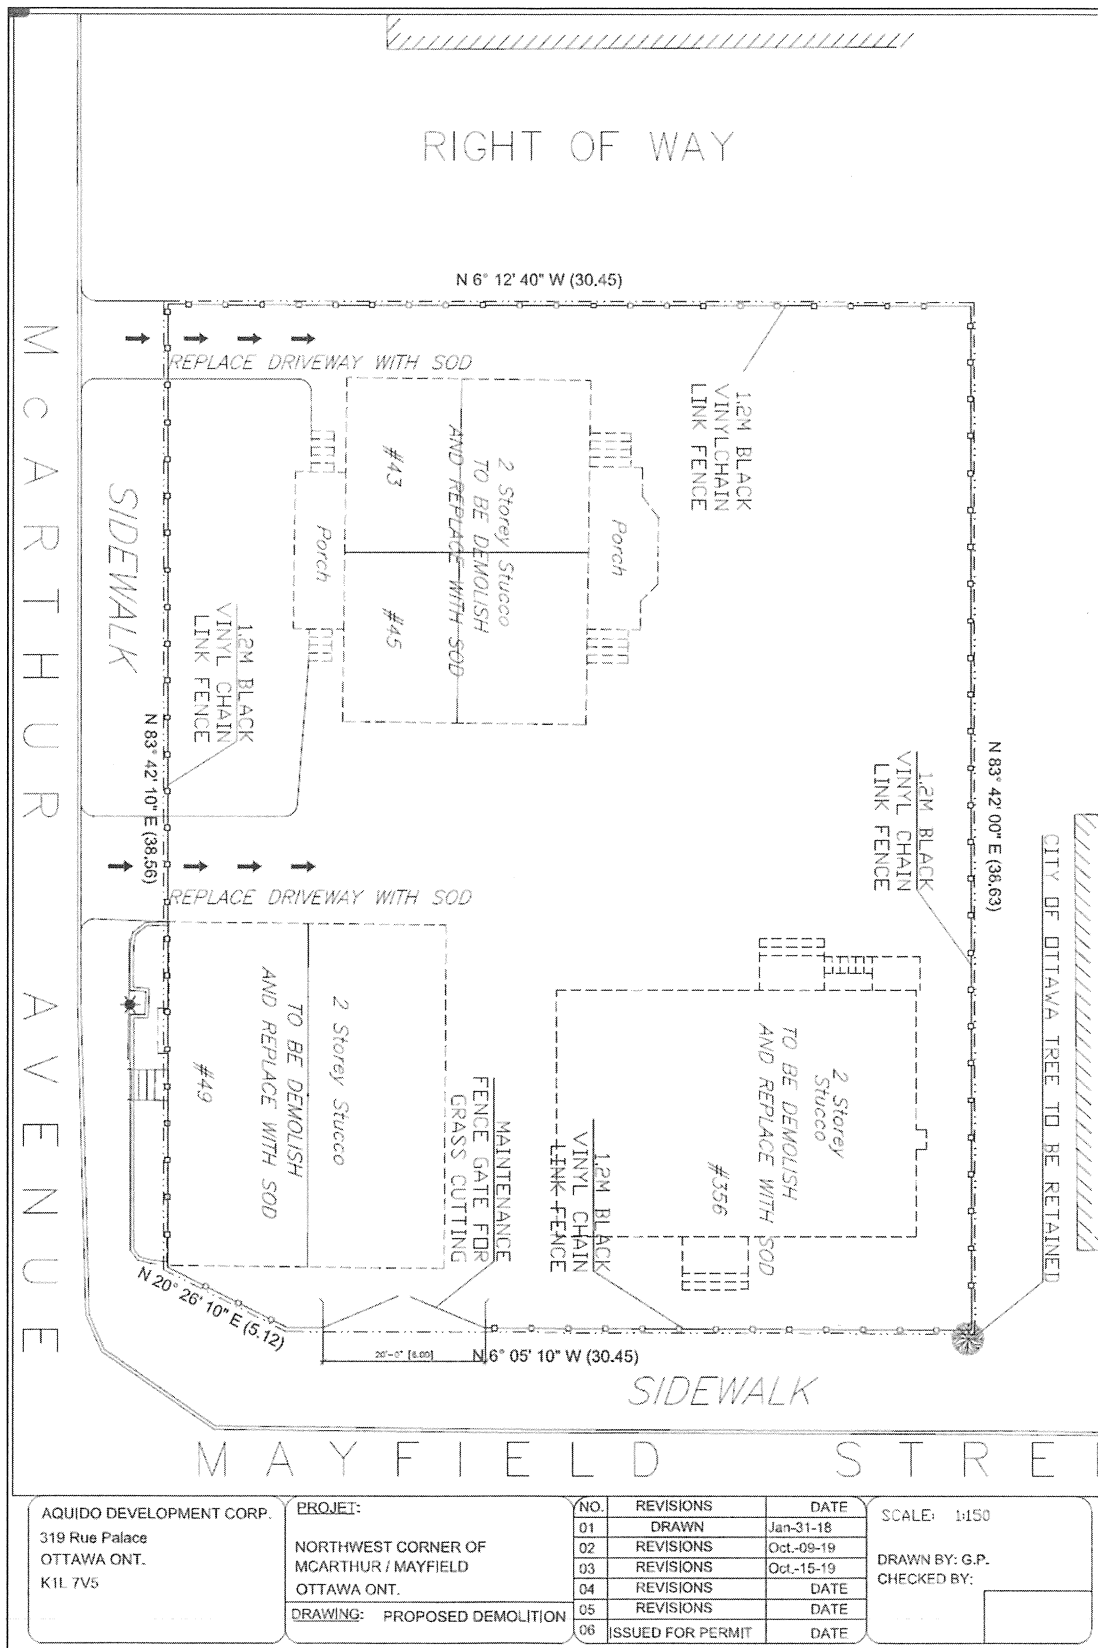 RIGHT OF WAY
N 6° 12' 40" W (30.45)
REPLACE DRIVEWAY WITH SOD
1.2M BLACK
VINYLCHAIN
LINK FENCE
McARTHUR AVENUE
SIDEWALK
#43
2 Storey Stucco
TO BE DEMOLISH
AND REPLACE WITH SOD
Porch
Porch
#45
1.2M BLACK
VINYL CHAIN
LINK FENCE
N 83° 42' 10" E (38.56)
N 83° 42' 00" E (36.63)
1.2M BLACK
VINYL CHAIN
LINK FENCE
CITY OF OTTAWA TREE TO BE RETAINED
REPLACE DRIVEWAY WITH SOD
2 Storey Stucco
TO BE DEMOLISH
AND REPLACE WITH SOD
#49
MAINTENANCE
FENCE GATE FOR
GRASS CUTTING
1.2M BLACK
VINYL CHAIN
LINK FENCE
2 Storey
Stucco
TO BE DEMOLISH
AND REPLACE WITH SOD
#356
N 20° 26' 10" E (5.12)
20'-0" [6.00]
N 6° 05' 10" W (30.45)
SIDEWALK
MAYFIELD STRE
AQUIDO DEVELOPMENT CORP.
319 Rue Palace
OTTAWA ONT.
K1L 7V5
PROJET:
NORTHWEST CORNER OF
MCARTHUR / MAYFIELD
OTTAWA ONT.
DRAWING: PROPOSED DEMOLITION
NO. REVISIONS DATE
01 DRAWN Jan-31-18
02 REVISIONS Oct.-09-19
03 REVISIONS Oct.-15-19
04 REVISIONS DATE
05 REVISIONS DATE
06 ISSUED FOR PERMIT DATE
SCALE: 1:150
DRAWN BY: G.P.
CHECKED BY: